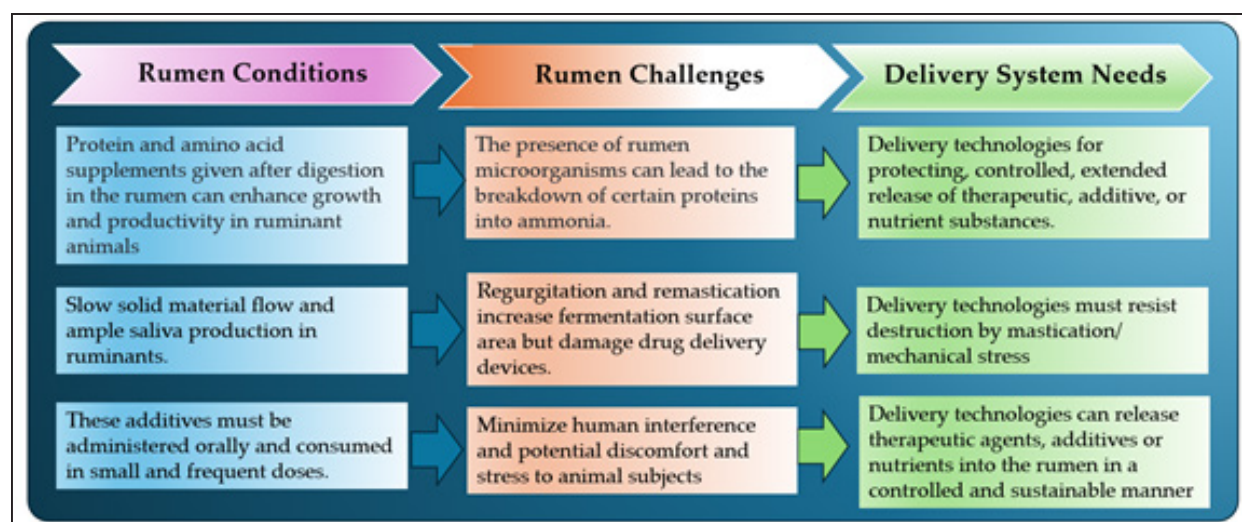 Rumen Conditions
Rumen Challenges
Delivery System Needs
Protein and amino acid
supplements given after digestion
in the rumen can enhance growth
and productivity in ruminant
animals
The presence of rumen
microorganisms can lead to the
breakdown of certain proteins
into ammonia.
Delivery technologies for
protecting, controlled, extended
release of therapeutic, additive, or
nutrient substances.
Slow solid material flow and
ample saliva production in
ruminants.
Regurgitation and remastication
increase fermentation surface
area but damage drug delivery
devices.
Delivery technologies must resist
destruction by mastication/
mechanical stress
These additives must be
administered orally and consumed
in small and frequent doses.
Minimize human interference
and potential discomfort and
stress to animal subjects
Delivery technologies can release
therapeutic agents, additives or
nutrients into the rumen in a
controlled and sustainable manner